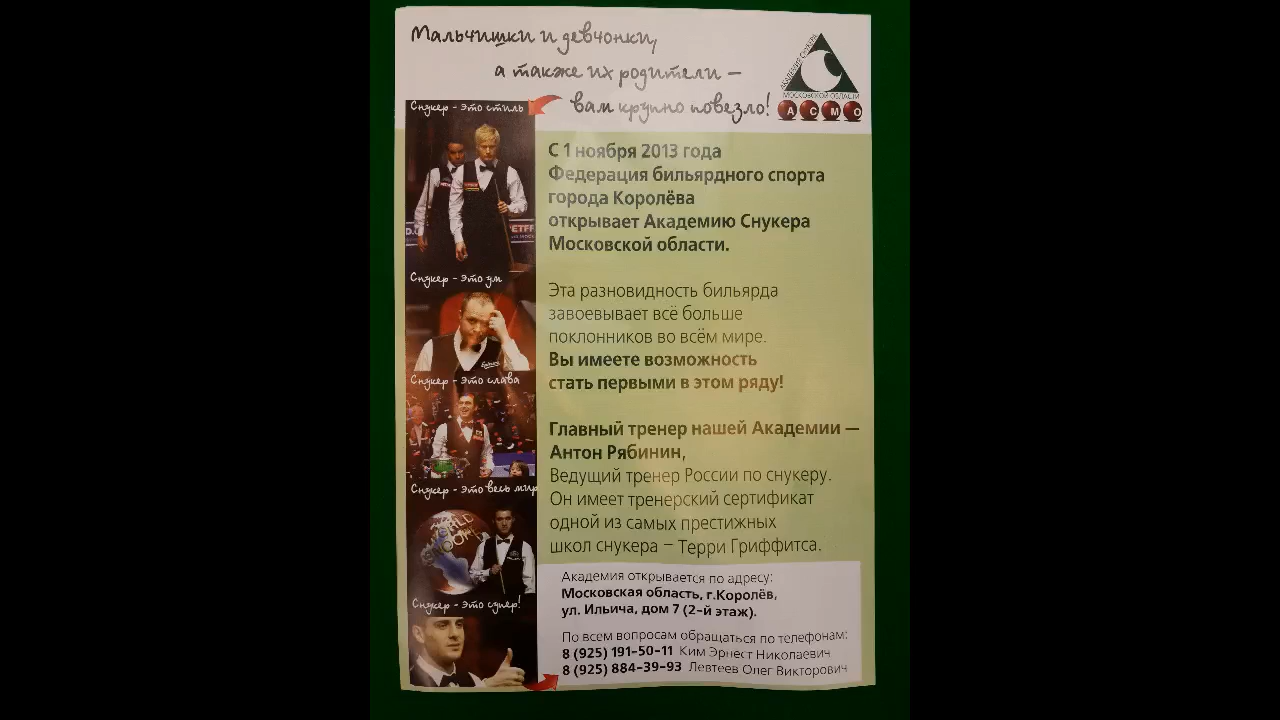 Мальчишки и девчонки,
а также их родители —
вам крупно повезло!
АКАДЕМИЯ СНУКЕРА
МОСКОВСКОЙ ОБЛАСТИ
А С М О
Снукер - это стиль
Снукер - это ум
Снукер - это слава
Снукер - это весь мир
WORLD
Снукер - это супер!
С 1 ноября 2013 года
Федерация бильярдного спорта
города Королёва
открывает Академию Снукера
Московской области.
Эта разновидность бильярда
завоевывает всё больше
поклонников во всём мире.
Вы имеете возможность
стать первыми в этом ряду!
Главный тренер нашей Академии —
Антон Рябинин,
Ведущий тренер России по снукеру.
Он имеет тренерский сертификат
одной из самых престижных
школ снукера – Терри Гриффитса.
Академия открывается по адресу:
Московская область, г.Королёв,
ул. Ильича, дом 7 (2-й этаж).
По всем вопросам обращаться по телефонам:
8 (925) 191-50-11 Ким Эрнест Николаевич
8 (925) 884-39-93 Левтеев Олег Викторович